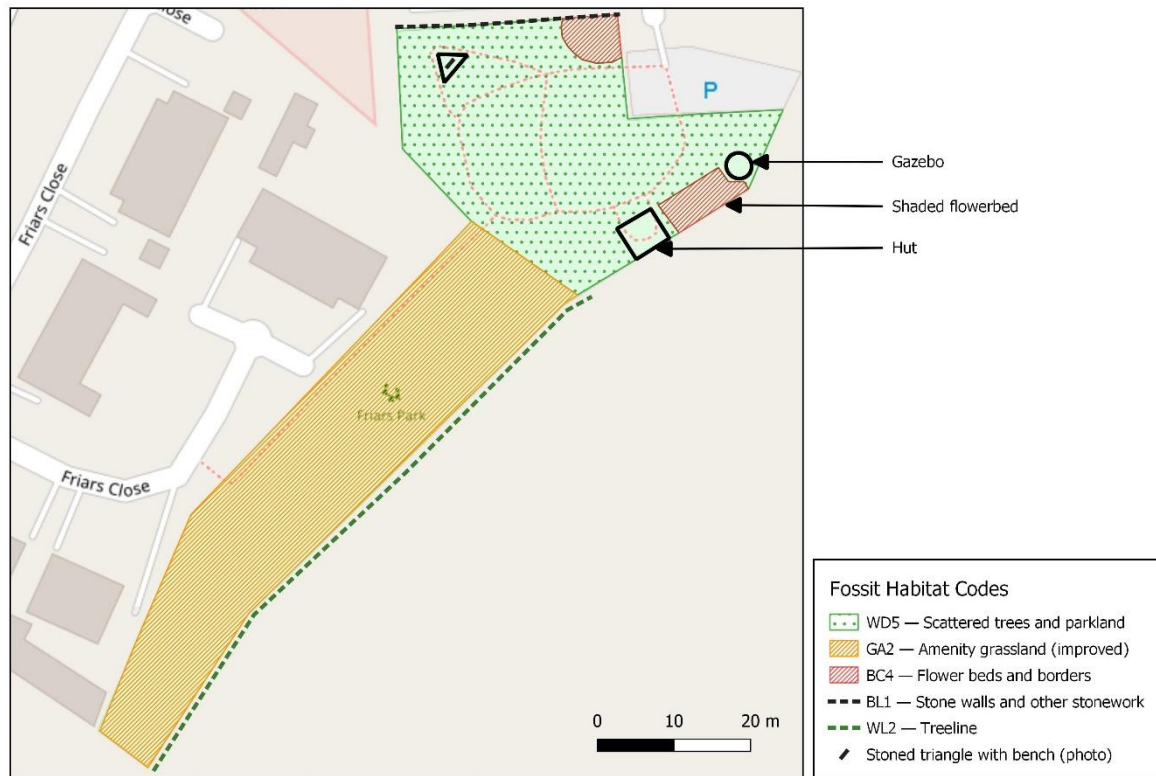 Close
P
Gazebo
Shaded flowerbed
Hut
Friars Close
Friars Park
Friars Close
0 10 20 m
Fossit Habitat Codes
WD5 — Scattered trees and parkland
GA2 — Amenity grassland (improved)
BC4 — Flower beds and borders
BL1 — Stone walls and other stonework
WL2 — Treeline
Stoned triangle with bench (photo)